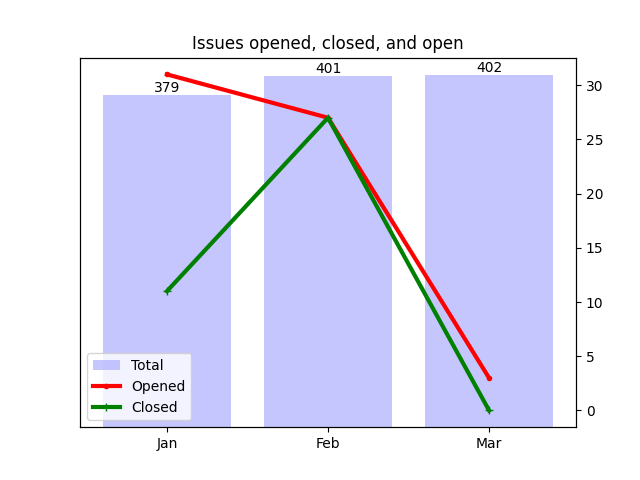 Issues opened, closed, and open
379
401
402
30
25
20
15
10
5
0
Total
Opened
Closed
Jan
Feb
Mar